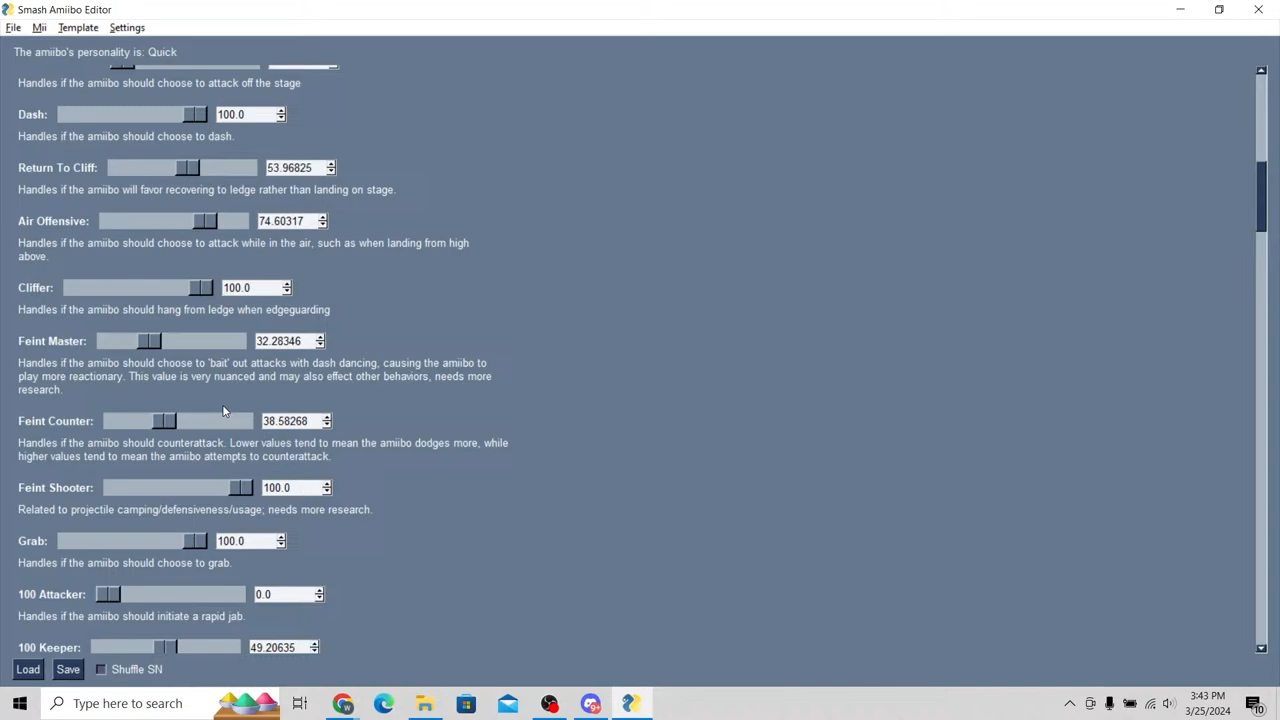 Smash Amiibo Editor
File Mii Template Settings
The amiibo's personality is: Quick
Handles if the amiibo should choose to attack off the stage
Dash: 100.0
Handles if the amiibo should choose to dash.
Return To Cliff: 53.96825
Handles if the amiibo will favor recovering to ledge rather than landing on stage.
Air Offensive: 74.60317
Handles if the amiibo should choose to attack while in the air, such as when landing from high
above.
Cliffer: 100.0
Handles if the amiibo should hang from ledge when edgeguarding
Feint Master: 32.28346
Handles if the amiibo should choose to 'bait' out attacks with dash dancing, causing the amiibo to
play more reactionary. This value is very nuanced and may also effect other behaviors, needs more
research.
Feint Counter: 38.58268
Handles if the amiibo should counterattack. Lower values tend to mean the amiibo dodges more, while
higher values tend to mean the amiibo attempts to counterattack.
Feint Shooter: 100.0
Related to projectile camping/defensiveness/usage; needs more research.
Grab: 100.0
Handles if the amiibo should choose to grab.
100 Attacker: 0.0
Handles if the amiibo should initiate a rapid jab.
100 Keeper: 49.20635
Load Save Shuffle SN
Type here to search
9+
3:43 PM
3/25/2024
10